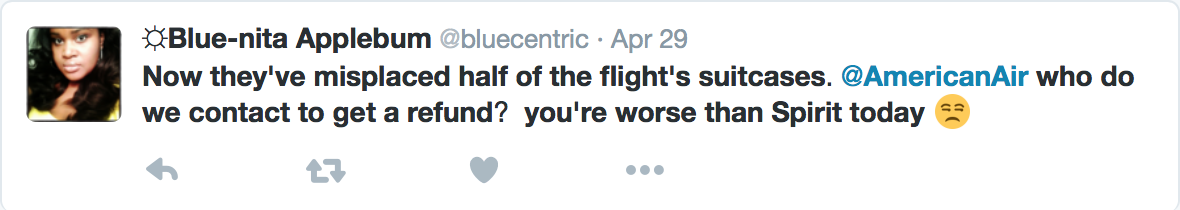 ☼Blue-nita Applebum @bluecentric · Apr 29
Now they've misplaced half of the flight's suitcases. @AmericanAir who do
we contact to get a refund?  you're worse than Spirit today 😒